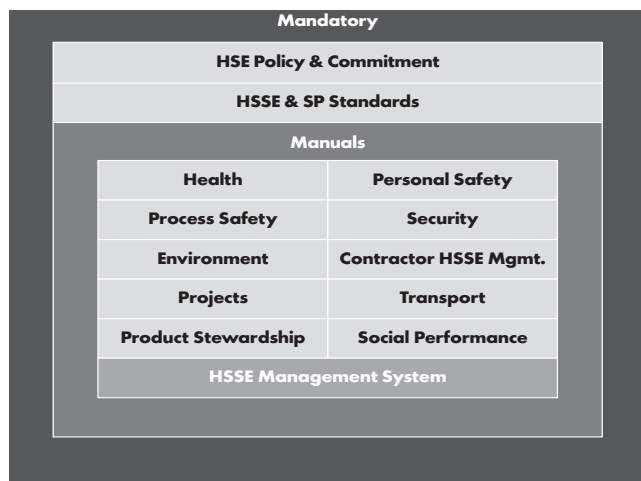 Mandatory
HSE Policy & Commitment
HSSE & SP Standards
Manuals
Health
Personal Safety
Process Safety
Security
Environment
Contractor HSSE Mgmt.
Projects
Transport
Product Stewardship
Social Performance
HSSE Management System